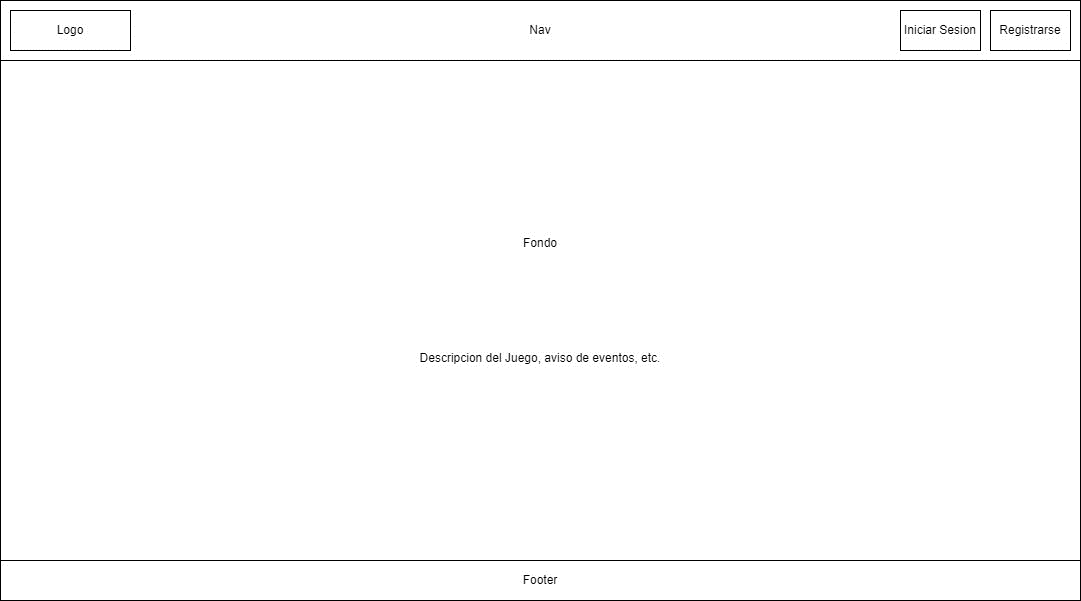 Logo
Nav
Iniciar Sesion
Registrarse
Fondo
Descripcion del Juego, aviso de eventos, etc.
Footer